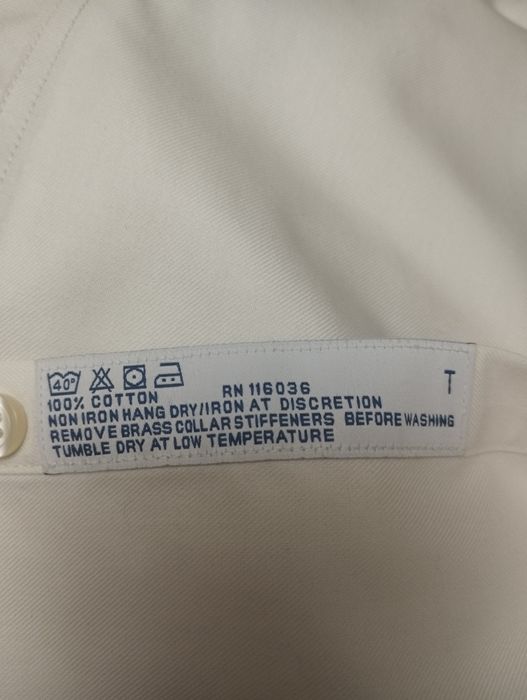 40°
100% COTTON RN 116036 T
NON IRON HANG DRY/IRON AT DISCRETION
REMOVE BRASS COLLAR STIFFENERS BEFORE WASHING
TUMBLE DRY AT LOW TEMPERATURE